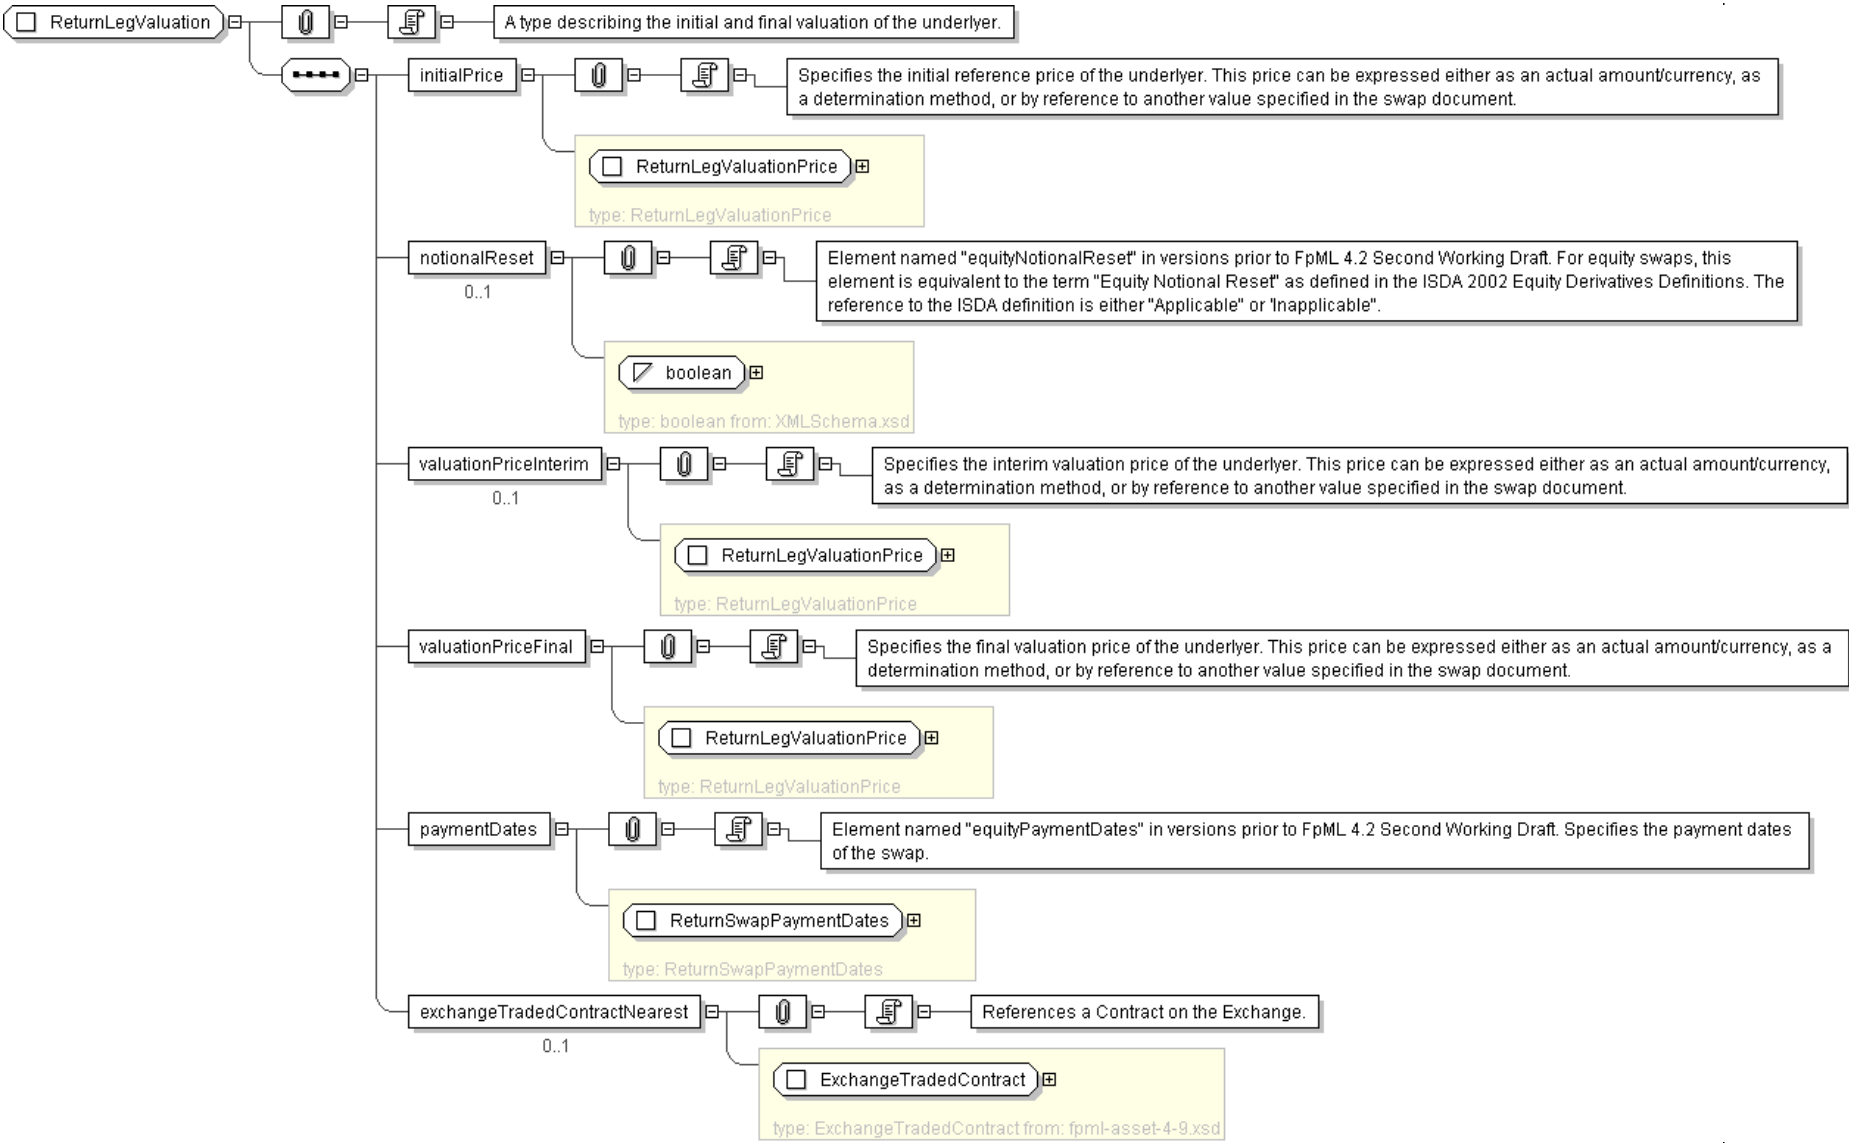 ReturnLegValuation
A type describing the initial and final valuation of the underlyer.
initialPrice
Specifies the initial reference price of the underlyer. This price can be expressed either as an actual amount/currency, as
a determination method, or by reference to another value specified in the swap document.
ReturnLegValuationPrice
type: ReturnLegValuationPrice
notionalReset
0..1
Element named "equityNotionalReset" in versions prior to FpML 4.2 Second Working Draft. For equity swaps, this
element is equivalent to the term "Equity Notional Reset" as defined in the ISDA 2002 Equity Derivatives Definitions. The
reference to the ISDA definition is either "Applicable" or 'Inapplicable".
boolean
type: boolean from: XMLSchema.xsd
valuationPriceInterim
0..1
Specifies the interim valuation price of the underlyer. This price can be expressed either as an actual amount/currency,
as a determination method, or by reference to another value specified in the swap document.
ReturnLegValuationPrice
type: ReturnLegValuationPrice
valuationPriceFinal
Specifies the final valuation price of the underlyer. This price can be expressed either as an actual amount/currency, as a
determination method, or by reference to another value specified in the swap document.
ReturnLegValuationPrice
type: ReturnLegValuationPrice
paymentDates
Element named "equityPaymentDates" in versions prior to FpML 4.2 Second Working Draft. Specifies the payment dates
of the swap.
ReturnSwapPaymentDates
type: ReturnSwapPaymentDates
exchangeTradedContractNearest
0..1
References a Contract on the Exchange.
ExchangeTradedContract
type: ExchangeTradedContract from: fpml-asset-4-9.xsd